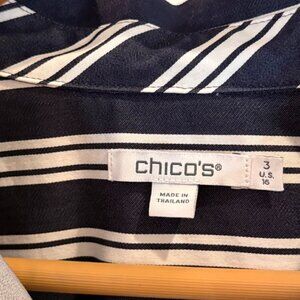 chico's®
MADE IN
THAILAND
3
U.S.
16